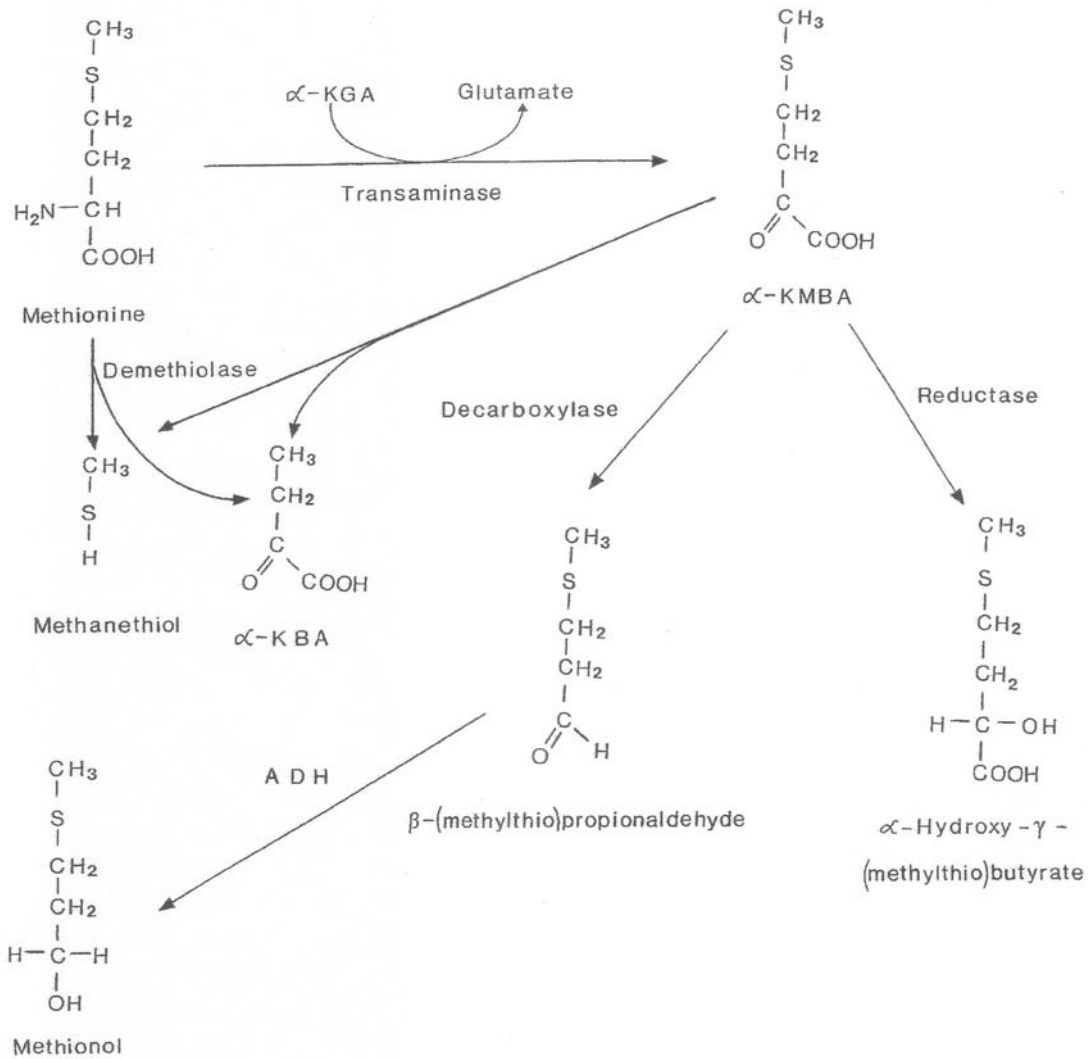 CH3
S
CH2
CH2
H2N—CH
COOH
Methionine
α-KGA
Glutamate
Transaminase
CH3
S
CH2
CH2
C
O
COOH
α-KMBA
Demethiolase
CH3
S
H
Methanethiol
CH3
CH2
C
O
COOH
α-KBA
Decarboxylase
Reductase
CH3
S
CH2
CH2
C
O
H
β-(methylthio)propionaldehyde
CH3
S
CH2
CH2
H—C—OH
COOH
α-Hydroxy-γ-
(methylthio)butyrate
ADH
CH3
S
CH2
CH2
H—C—H
OH
Methionol